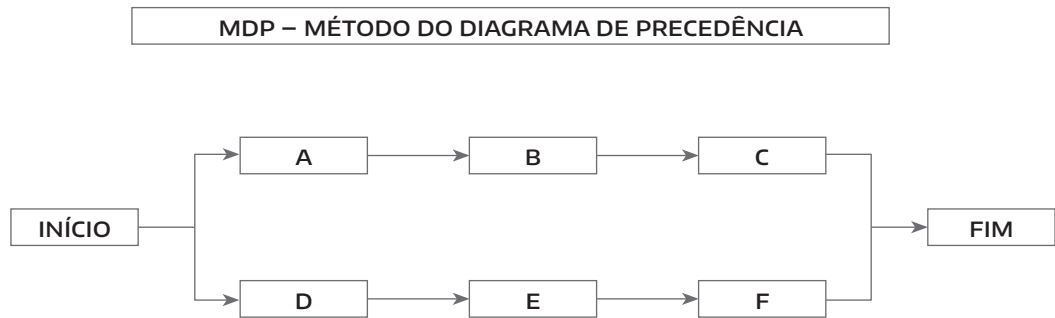 MDP – MÉTODO DO DIAGRAMA DE PRECEDÊNCIA
A
B
C
INÍCIO
FIM
D
E
F